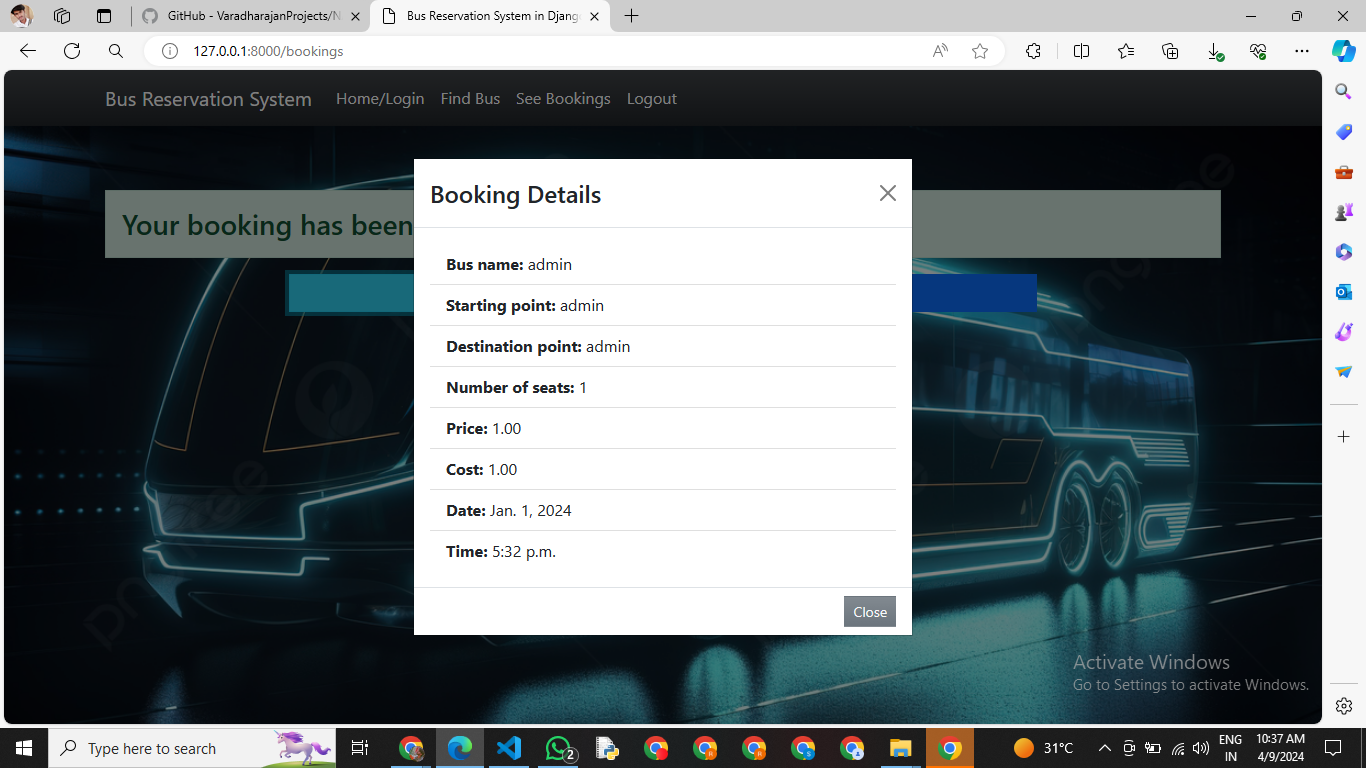 GitHub - VaradharajanProjects/N
Bus Reservation System in Djang
127.0.0.1:8000/bookings
Bus Reservation System Home/Login Find Bus See Bookings Logout
Your booking has been
Booking Details
Bus name: admin
Starting point: admin
Destination point: admin
Number of seats: 1
Price: 1.00
Cost: 1.00
Date: Jan. 1, 2024
Time: 5:32 p.m.
Close
Activate Windows
Go to Settings to activate Windows.
Type here to search
2
31°C
ENG
IN
10:37 AM
4/9/2024